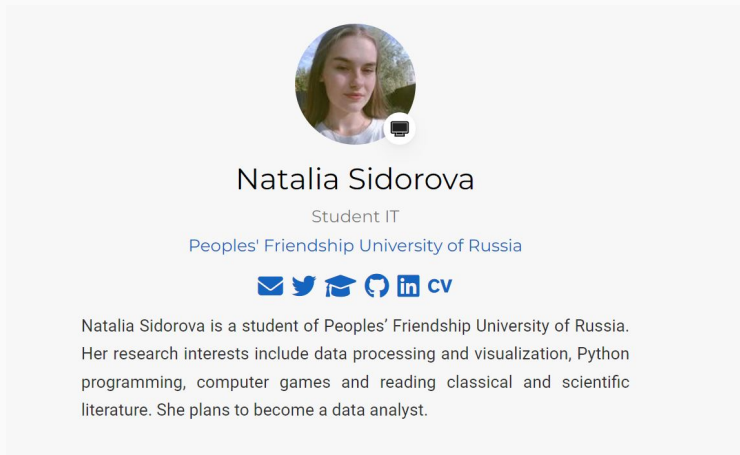 Natalia Sidorova
Student IT
Peoples' Friendship University of Russia
CV
Natalia Sidorova is a student of Peoples’ Friendship University of Russia.
Her research interests include data processing and visualization, Python
programming, computer games and reading classical and scientific
literature. She plans to become a data analyst.